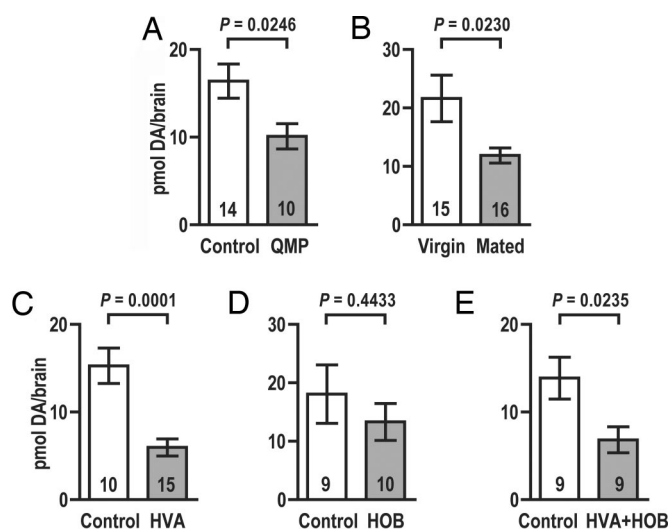 A
P = 0.0246
20
10
0
pmol DA/brain
14
10
Control QMP
B
P = 0.0230
30
20
10
0
15
16
Virgin Mated
C
P = 0.0001
20
10
0
pmol DA/brain
10
15
Control HVA
D
P = 0.4433
30
20
10
0
9
10
Control HOB
E
P = 0.0235
20
10
0
9
9
Control HVA+HOB